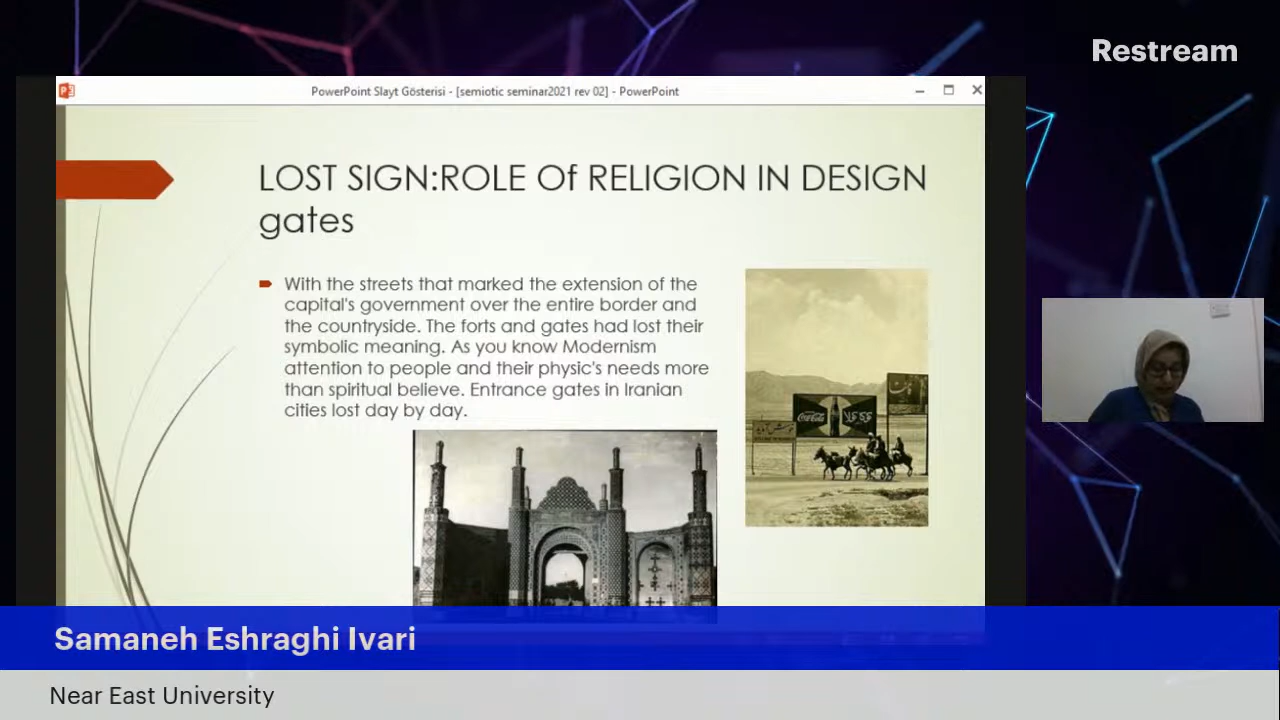 Restream
PowerPoint Slayt Gösterisi - [semiotic seminar2021 rev 02] - PowerPoint
LOST SIGN:ROLE Of RELIGION IN DESIGN
gates
With the streets that marked the extension of the
capital's government over the entire border and
the countryside. The forts and gates had lost their
symbolic meaning. As you know Modernism
attention to people and their physic's needs more
than spiritual believe. Entrance gates in Iranian
cities lost day by day.
Coca-Cola
Samaneh Eshraghi Ivari
Near East University